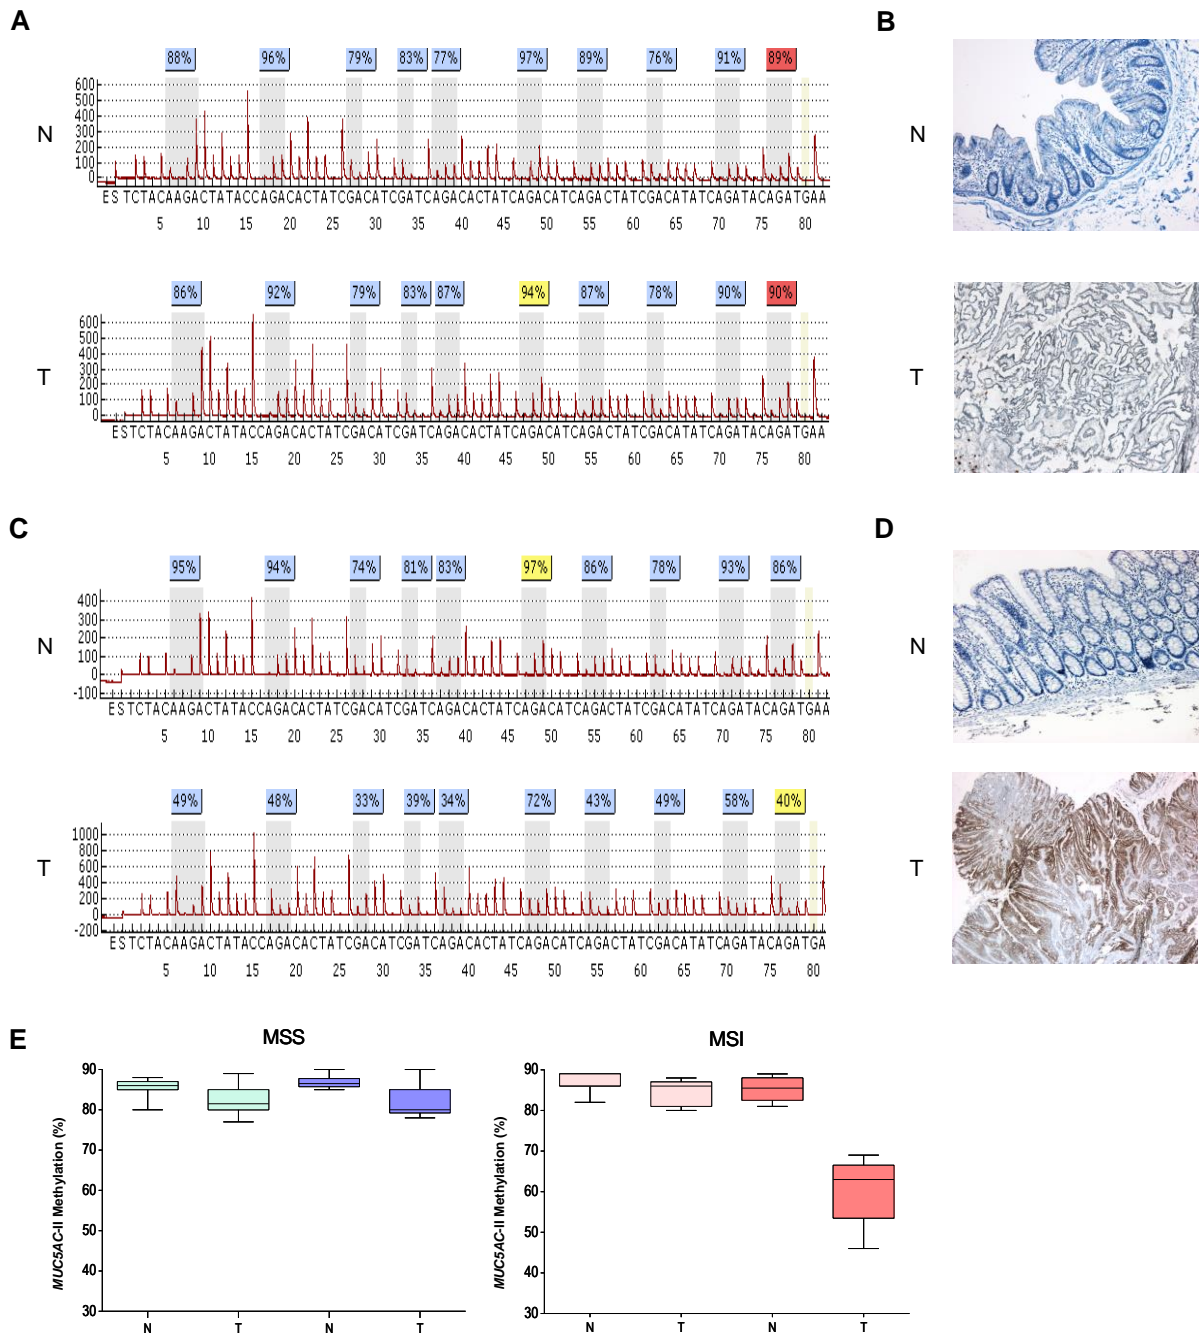 A
B
88% 96% 79% 83% 77% 97% 89% 76% 91% 89%
N
N
600
500
400
300
200
100
0
E S T C T A C A A G A C T A T A C C A G A C A C T A T C G A C A T C G A T C A G A C A C T A T C A G A C A T C A G A C T A T C G A C A T A T C A G A T A C A G A T G A A
5 10 15 20 25 30 35 40 45 50 55 60 65 70 75 80
86% 92% 79% 83% 87% 94% 87% 78% 90% 90%
T
T
600
500
400
300
200
100
0
E S T C T A C A A G A C T A T A C C A G A C A C T A T C G A C A T C G A T C A G A C A C T A T C A G A C A T C A G A C T A T C G A C A T A T C A G A T A C A G A T G A A
5 10 15 20 25 30 35 40 45 50 55 60 65 70 75 80
C
D
95% 94% 74% 81% 83% 97% 86% 78% 93% 86%
N
N
400
300
200
100
0
-100
E S T C T A C A A G A C T A T A C C A G A C A C T A T C G A C A T C G A T C A G A C A C T A T C A G A C A T C A G A C T A T C G A C A T A T C A G A T A C A G A T G A A
5 10 15 20 25 30 35 40 45 50 55 60 65 70 75 80
49% 48% 33% 39% 34% 72% 43% 49% 58% 40%
T
T
1000
800
600
400
200
0
-200
E S T C T A C A A G A C T A T A C C A G A C A C T A T C G A C A T C G A T C A G A C A C T A T C A G A C A T C A G A C T A T C G A C A T A T C A G A T A C A G A T G A
5 10 15 20 25 30 35 40 45 50 55 60 65 70 75 80
E
MSS
MUC5AC-II Methylation (%)
90
80
70
60
50
40
30
N T N T
MSI
MUC5AC-II Methylation (%)
90
80
70
60
50
40
30
N T N T